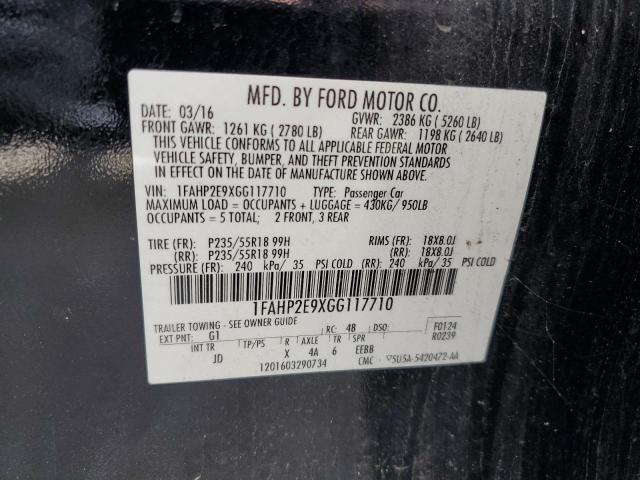 MFD. BY FORD MOTOR CO.
DATE: 03/16 GVWR: 2386 KG ( 5260 LB)
FRONT GAWR: 1261 KG ( 2780 LB) REAR GAWR: 1198 KG ( 2640 LB)
THIS VEHICLE CONFORMS TO ALL APPLICABLE FEDERAL MOTOR
VEHICLE SAFETY, BUMPER, AND THEFT PREVENTION STANDARDS
IN EFFECT ON THE DATE OF MANUFACTURE SHOWN ABOVE.
VIN: 1FAHP2E9XGG117710 TYPE: Passenger Car
MAXIMUM LOAD = OCCUPANTS + LUGGAGE = 430KG/ 950LB
OCCUPANTS = 5 TOTAL; 2 FRONT, 3 REAR
TIRE (FR): P235/55R18 99H RIMS (FR): 18X8.0J
(RR): P235/55R18 99H (RR): 18X8.0J
PRESSURE (FR): 240 kPa/ 35 PSI COLD (RR): 240 kPa/ 35 PSI COLD
1FAHP2E9XGG117710
TRAILER TOWING - SEE OWNER GUIDE
EXT PNT: G1 RC: 48 DSO: F0124
INT TR TP/PS R AXLE TR SPR R0239
JD X 4A 6 EEBB
1201603290734 CMC 5U5A-5420472-AA